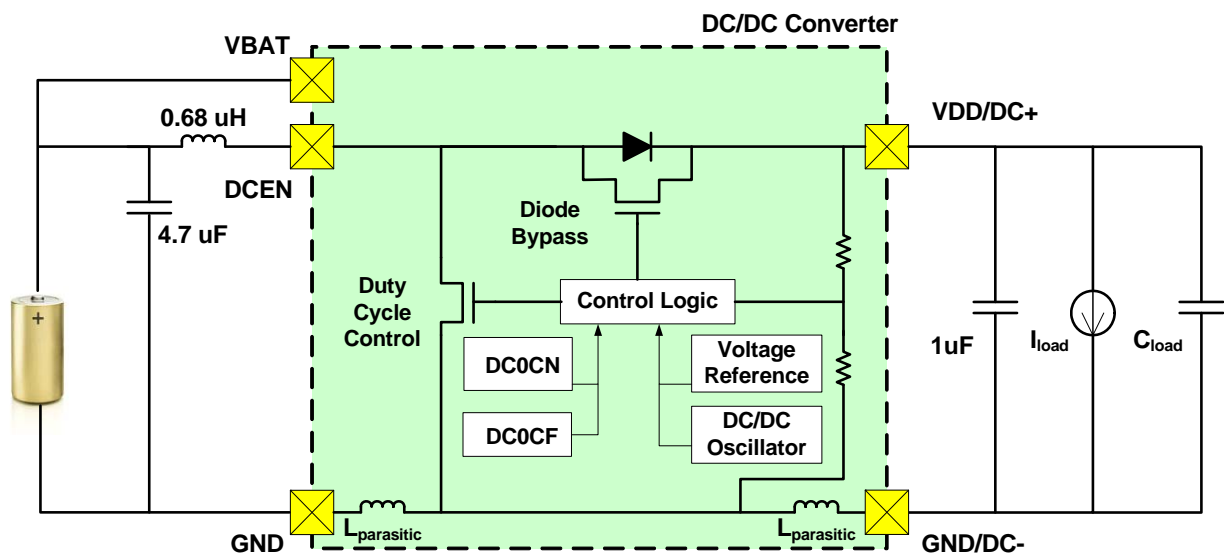 DC/DC Converter
VBAT
0.68 uH
VDD/DC+
DCEN
4.7 uF
Diode
Bypass
+
Duty
Cycle
Control
Control Logic
DC0CN
Voltage
Reference
1uF
Iload
Cload
DC0CF
DC/DC
Oscillator
Lparasitic
Lparasitic
GND
GND/DC-